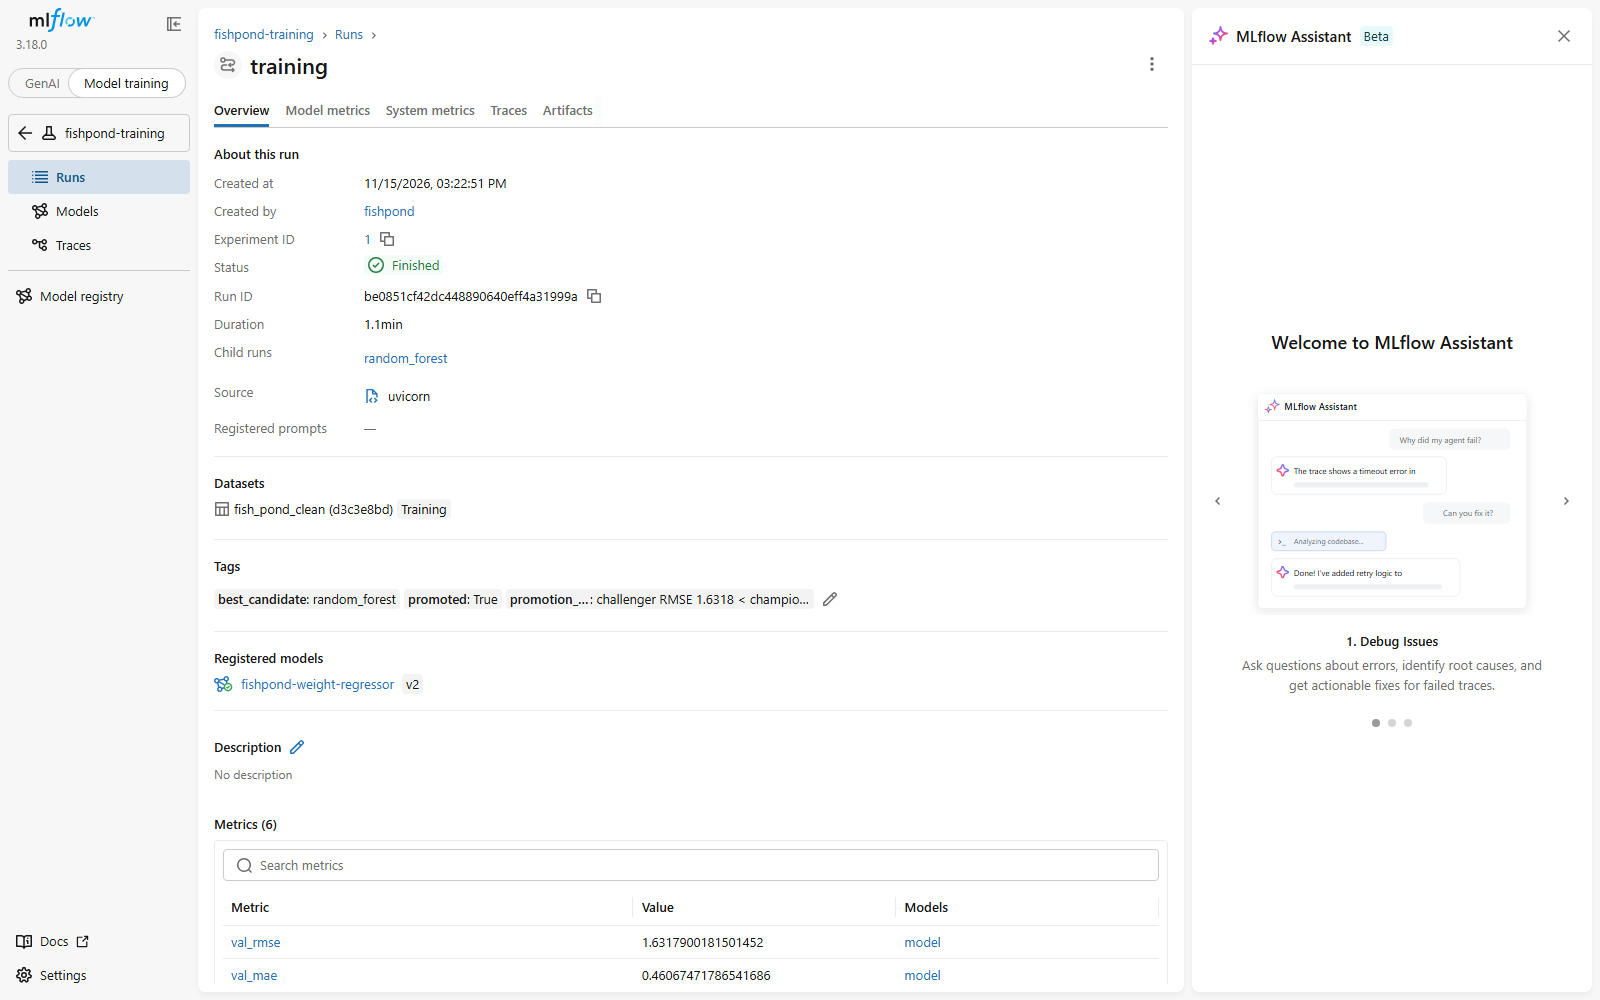 mlflow
3.18.0
GenAI
Model training
fishpond-training
Runs
Models
Traces
Model registry
Docs
Settings
fishpond-training › Runs ›
training
Overview
Model metrics
System metrics
Traces
Artifacts
About this run
Created at 11/15/2026, 03:22:51 PM
Created by fishpond
Experiment ID 1
Status Finished
Run ID be0851cf42dc448890640eff4a31999a
Duration 1.1min
Child runs random_forest
Source uvicorn
Registered prompts —
Datasets
fish_pond_clean (d3c3e8bd) Training
Tags
best_candidate: random_forest promoted: True promotion_...: challenger RMSE 1.6318 < champio...
Registered models
fishpond-weight-regressor v2
Description
No description
Metrics (6)
Search metrics
Metric Value Models
val_rmse 1.6317900181501452 model
val_mae 0.46067471786541686 model
MLflow Assistant Beta
Welcome to MLflow Assistant
MLflow Assistant
Why did my agent fail?
The trace shows a timeout error in
Can you fix it?
>_ Analyzing codebase...
Done! I've added retry logic to
1. Debug Issues
Ask questions about errors, identify root causes, and
get actionable fixes for failed traces.